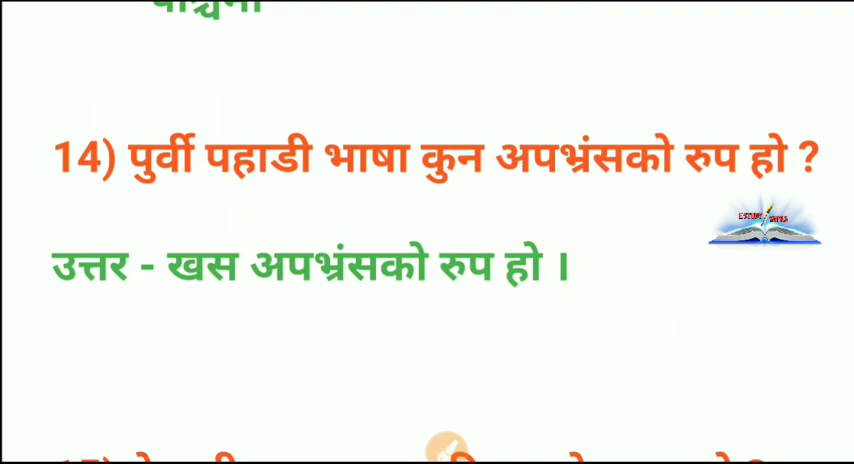 14) पुर्वी पहाडी भाषा कुन अपभ्रंसको रुप हो ?
उत्तर - खस अपभ्रंसको रुप हो ।